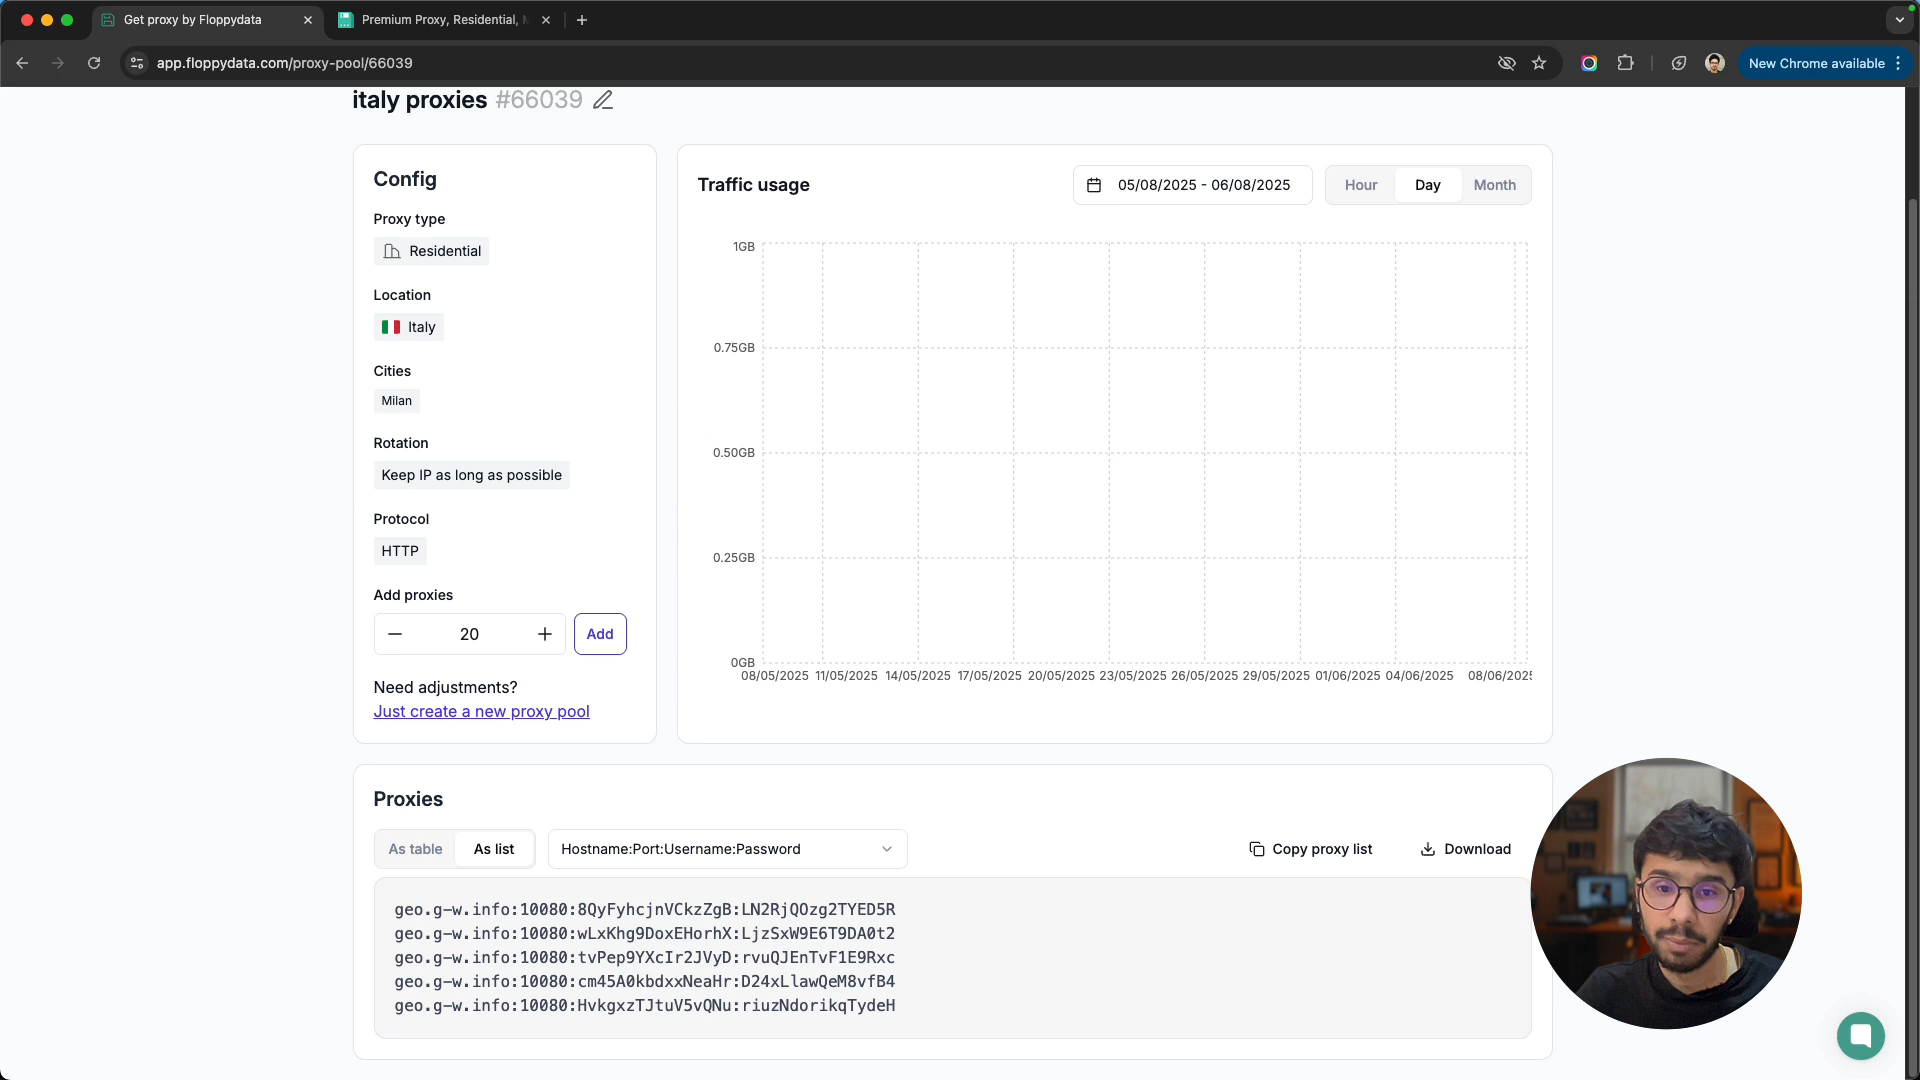 Get proxy by Floppydata
Premium Proxy, Residential,
app.floppydata.com/proxy-pool/66039
New Chrome available
italy proxies #66039
Config
Proxy type
Residential
Location
Italy
Cities
Milan
Rotation
Keep IP as long as possible
Protocol
HTTP
Add proxies
20
Add
Need adjustments?
Just create a new proxy pool
Traffic usage
05/08/2025 - 06/08/2025
Hour Day Month
1GB
0.75GB
0.50GB
0.25GB
0GB
08/05/2025 11/05/2025 14/05/2025 17/05/2025 20/05/2025 23/05/2025 26/05/2025 29/05/2025 01/06/2025 04/06/2025 08/06/2025
Proxies
As table As list Hostname:Port:Username:Password Copy proxy list Download
geo.g-w.info:10080:8QyFyhcjnVCkzZgB:LN2RjQOzg2TYED5R
geo.g-w.info:10080:wLxKhg9DoxEHorhX:LjzSxW9E6T9DA0t2
geo.g-w.info:10080:tvPep9YXcIr2JVyD:rvuQJEnTvF1E9Rxc
geo.g-w.info:10080:cm45A0kbdxxNeaHr:D24xLlawQeM8vfB4
geo.g-w.info:10080:HvkgxzTJtuV5vQNu:riuzNdorikqTydeH